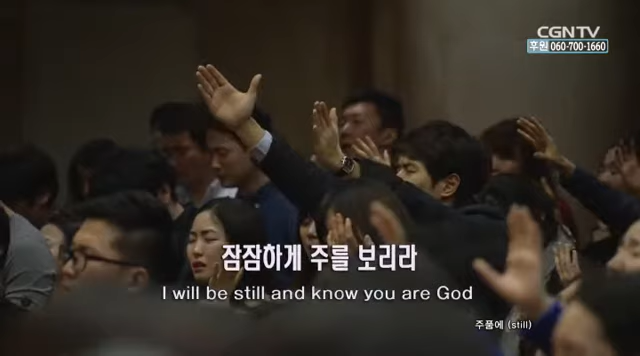 CGNTV
후원 060-700-1660
잠잠하게 주를 보리라
I will be still and know you are God
주품에 (still)